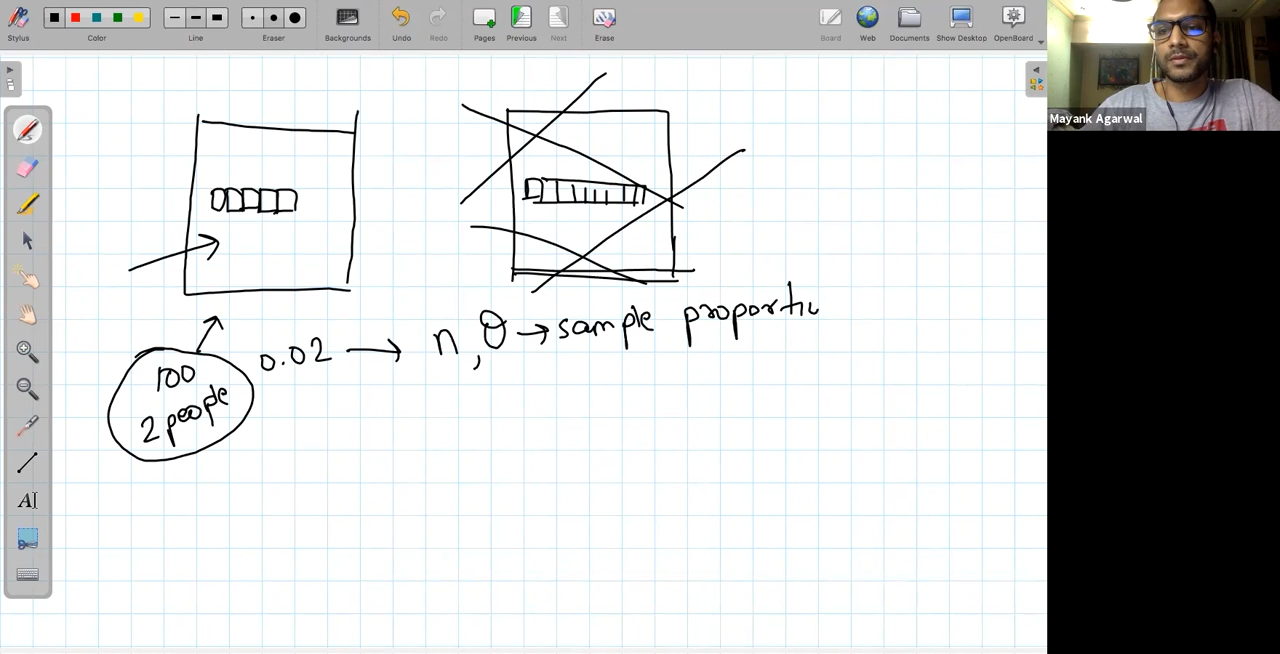 Stylus
Color
Line
Eraser
Backgrounds
Undo
Redo
Pages
Previous
Next
Erase
Board
Web
Documents
Show Desktop
OpenBoard
Mayank Agarwal
100
2 people
0.02 → n, θ → sample proporti